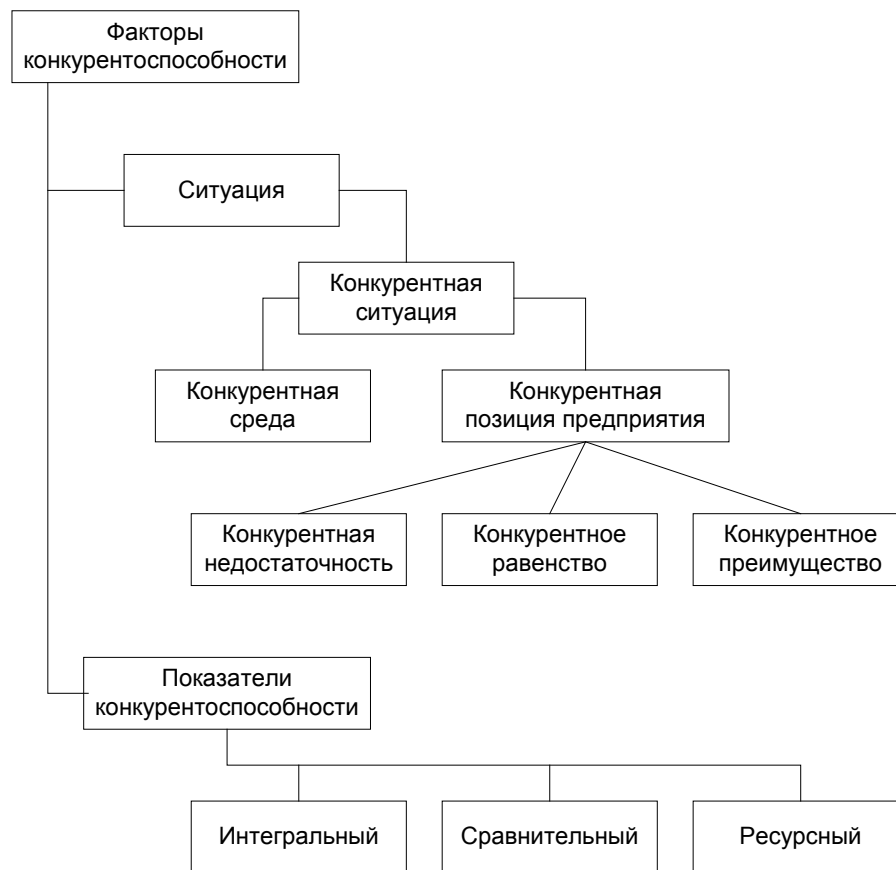 Факторы
конкурентоспособности
Ситуация
Конкурентная
ситуация
Конкурентная
среда
Конкурентная
позиция предприятия
Конкурентная
недостаточность
Конкурентное
равенство
Конкурентное
преимущество
Показатели
конкурентоспособности
Интегральный
Сравнительный
Ресурсный